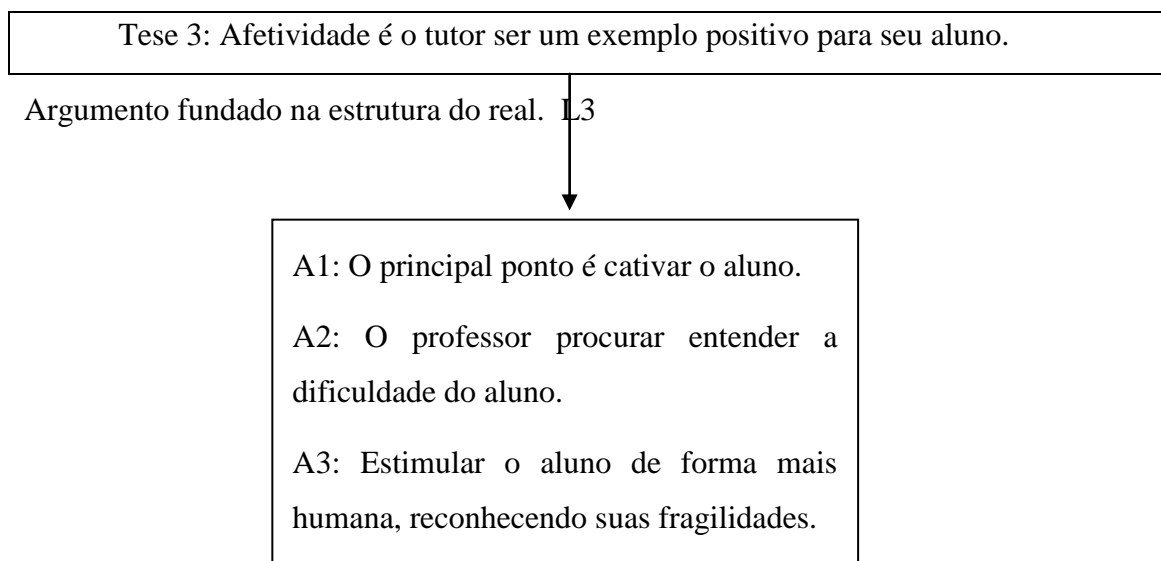 Tese 3: Afetividade é o tutor ser um exemplo positivo para seu aluno.
Argumento fundado na estrutura do real. L3
A1: O principal ponto é cativar o aluno.
A2: O professor procurar entender a
dificuldade do aluno.
A3: Estimular o aluno de forma mais
humana, reconhecendo suas fragilidades.